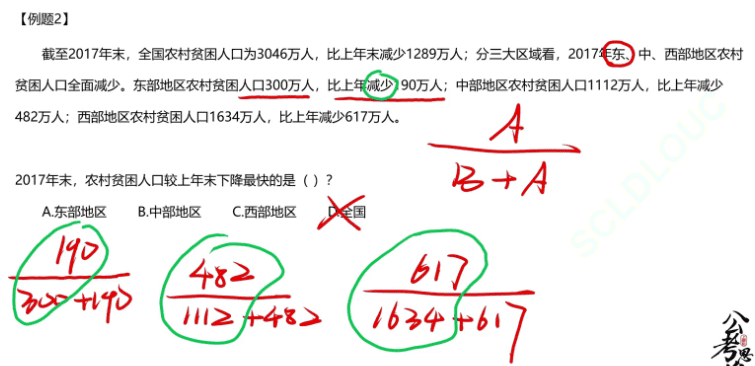 【例题2】
截至2017年末，全国农村贫困人口为3046万人，比上年末减少1289万人；分三大区域看，2017年东、中、西部地区农村
贫困人口全面减少。东部地区农村贫困人口300万人，比上年减少190万人；中部地区农村贫困人口1112万人，比上年减少
482万人；西部地区农村贫困人口1634万人，比上年减少617万人。
A
B+A
2017年末，农村贫困人口较上年末下降最快的是（ ）？
A.东部地区 B.中部地区 C.西部地区 D.全国
190
300+190
482
1112+482
617
1634+617
SCLDLOUC
公考思